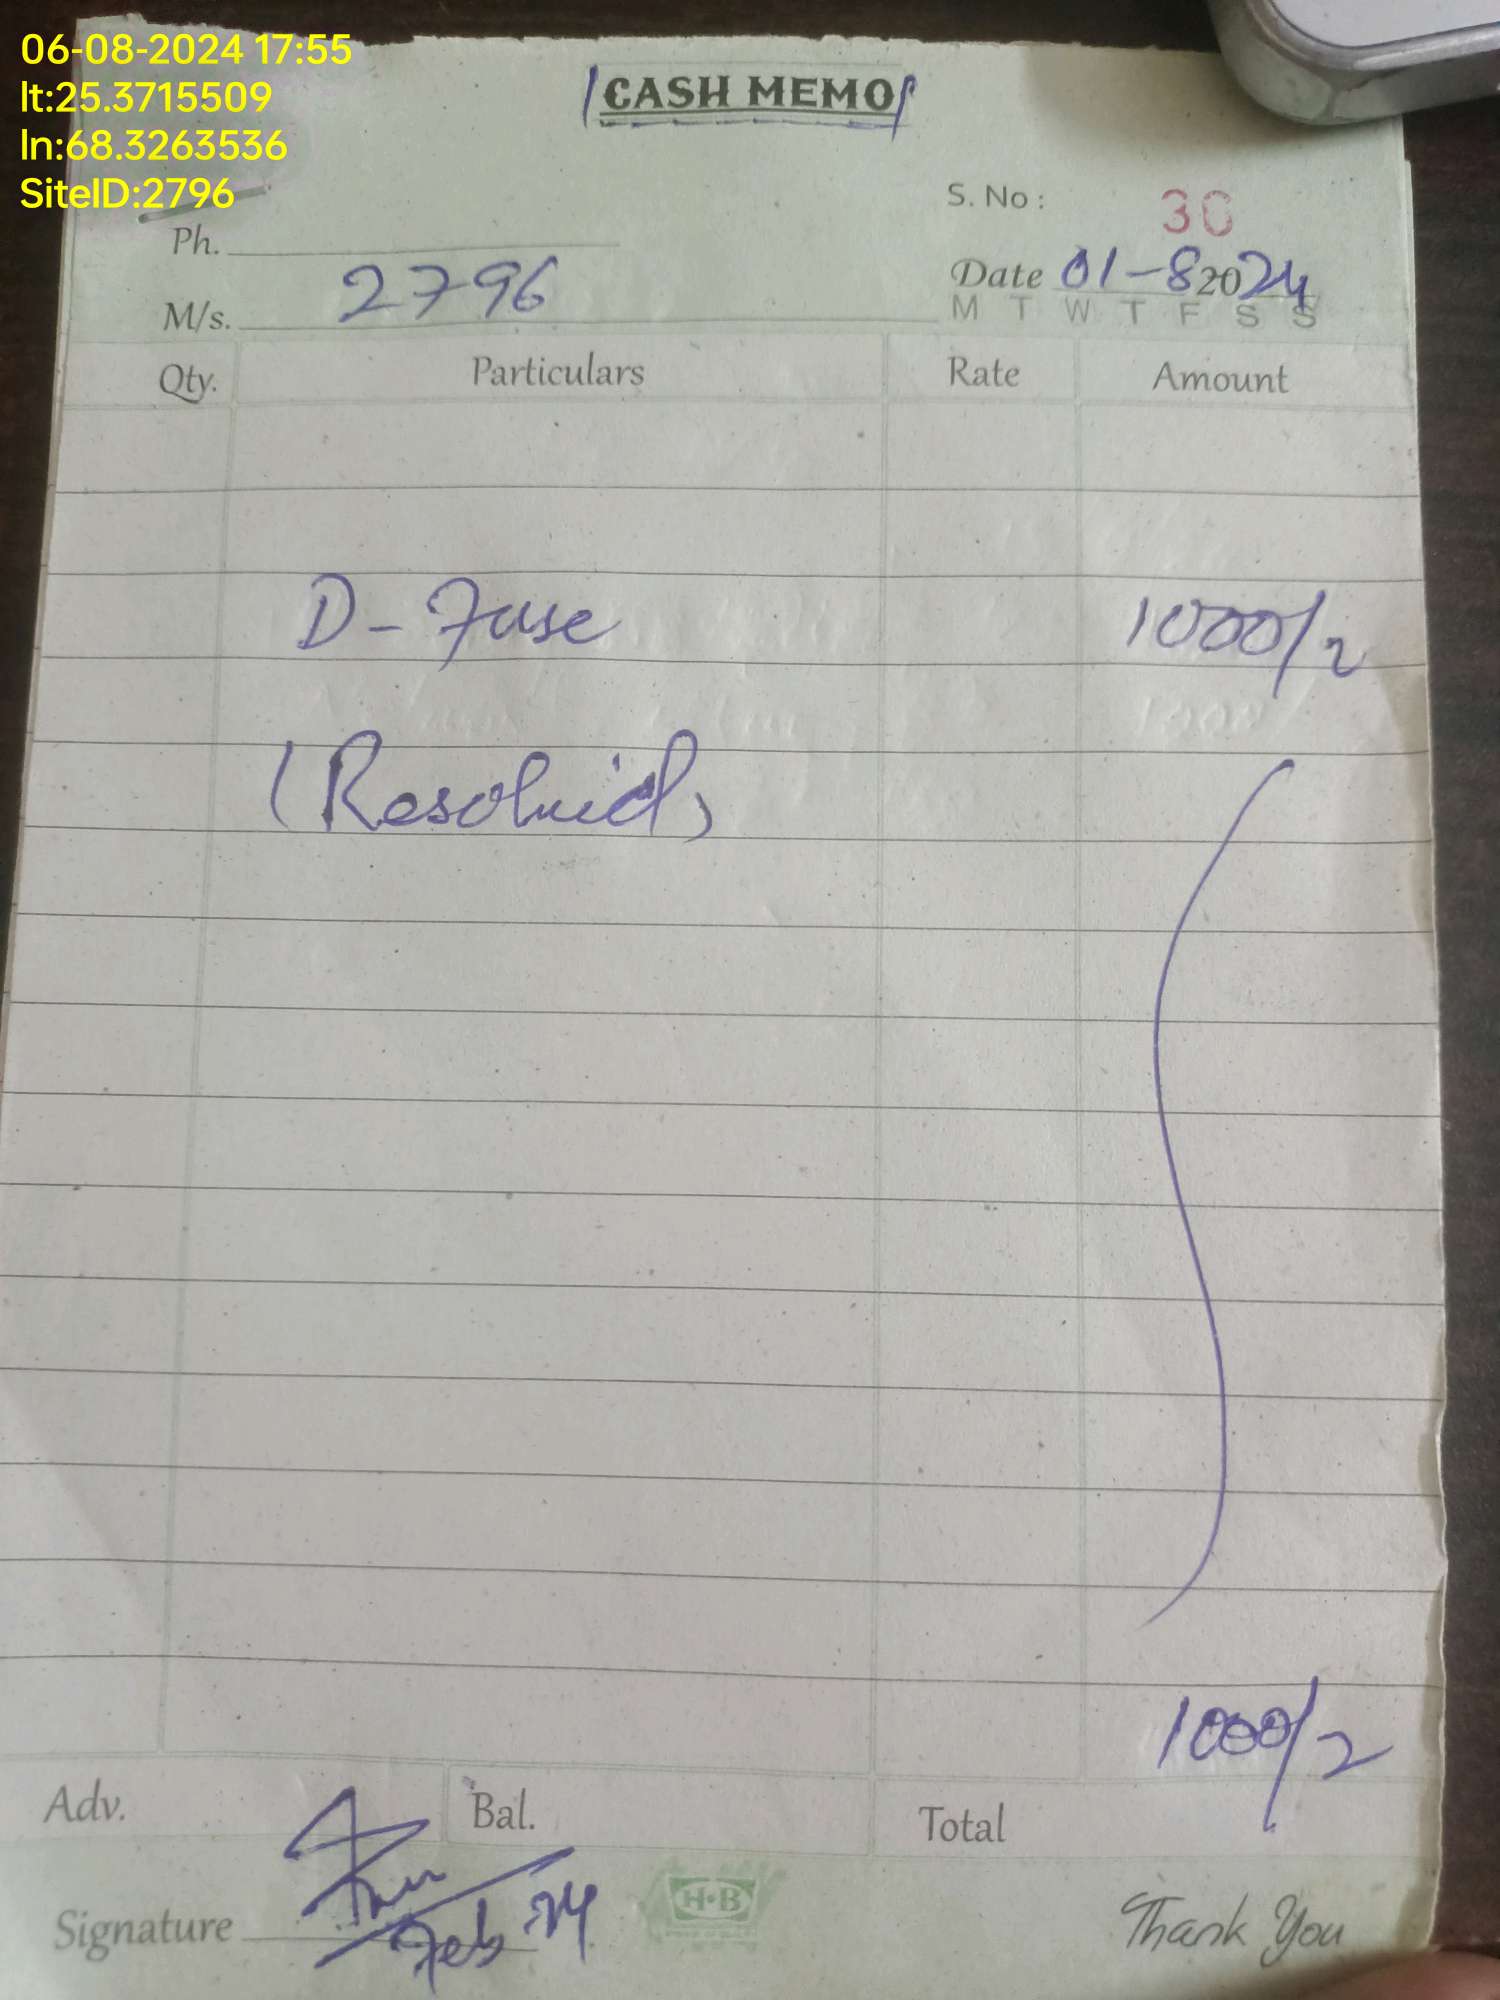 06-08-2024 17:55
lt:25.3715509
ln:68.3263536
SiteID:2796
CASH MEMO
S. No : 30
Ph.
Date 01-8 2024
M/s. 2796
M T W T F S S
Qty. Particulars Rate Amount
D-Fuse 1000/2
1000/2
Adv. Bal. Total
Signature Feb 24
H·B
Thank You